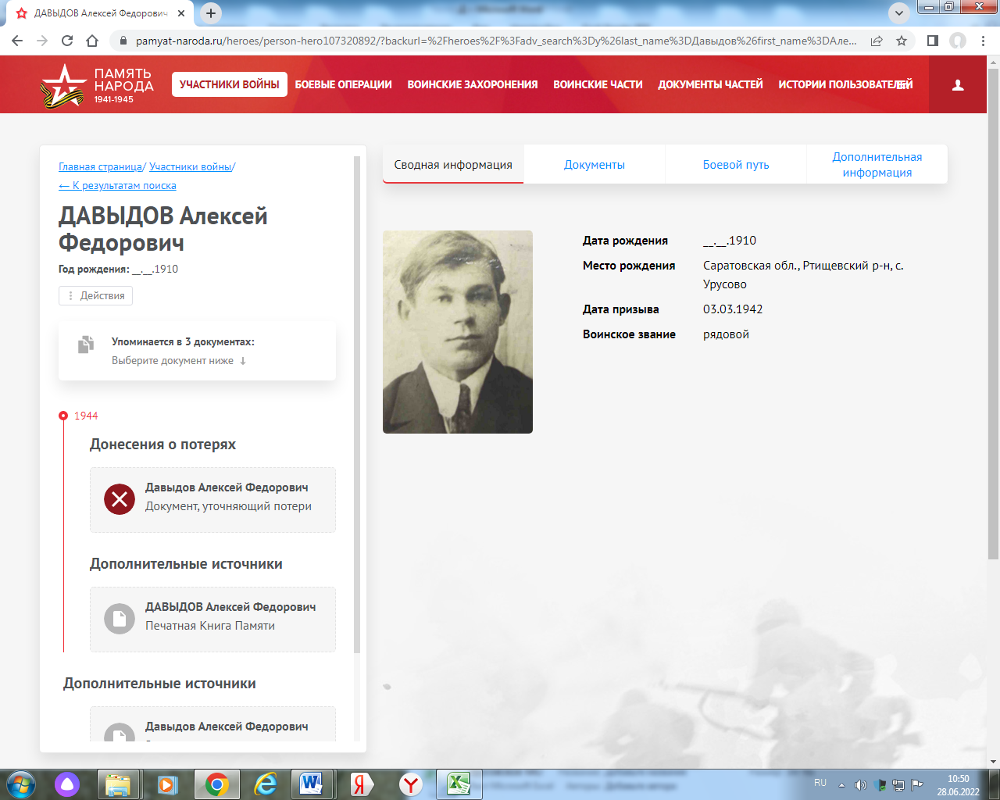 ДАВЫДОВ Алексей Федорович
pamyat-naroda.ru/heroes/person-hero107320892/?backurl=%2Fheroes%2F%3Fadv_search%3Dy%26last_name%3DДавыдов%26first_name%3DАле...
ПАМЯТЬ
НАРОДА
1941-1945
УЧАСТНИКИ ВОЙНЫ
БОЕВЫЕ ОПЕРАЦИИ
ВОИНСКИЕ ЗАХОРОНЕНИЯ
ВОИНСКИЕ ЧАСТИ
ДОКУМЕНТЫ ЧАСТЕЙ
ИСТОРИИ ПОЛЬЗОВАТЕЛЕЙ
En
Главная страница/ Участники войны/
← К результатам поиска
ДАВЫДОВ Алексей
Федорович
Год рождения: __.__.1910
Действия
Упоминается в 3 документах:
Выберите документ ниже ↓
1944
Донесения о потерях
Давыдов Алексей Федорович
Документ, уточняющий потери
Дополнительные источники
ДАВЫДОВ Алексей Федорович
Печатная Книга Памяти
Дополнительные источники
Давыдов Алексей Федорович
Сводная информация
Документы
Боевой путь
Дополнительная
информация
Дата рождения __.__.1910
Место рождения Саратовская обл., Ртищевский р-н, с.
Урусово
Дата призыва 03.03.1942
Воинское звание рядовой
RU
10:50
28.06.2022